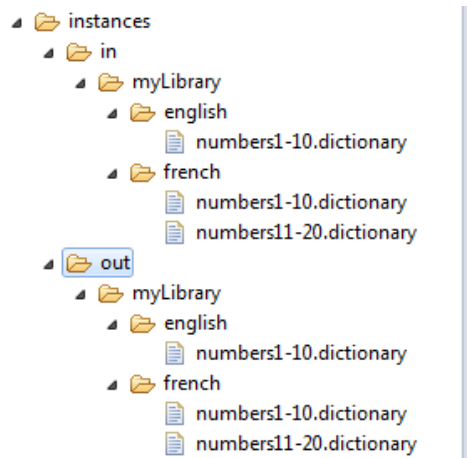 instances
in
myLibrary
english
numbers1-10.dictionary
french
numbers1-10.dictionary
numbers11-20.dictionary
out
myLibrary
english
numbers1-10.dictionary
french
numbers1-10.dictionary
numbers11-20.dictionary